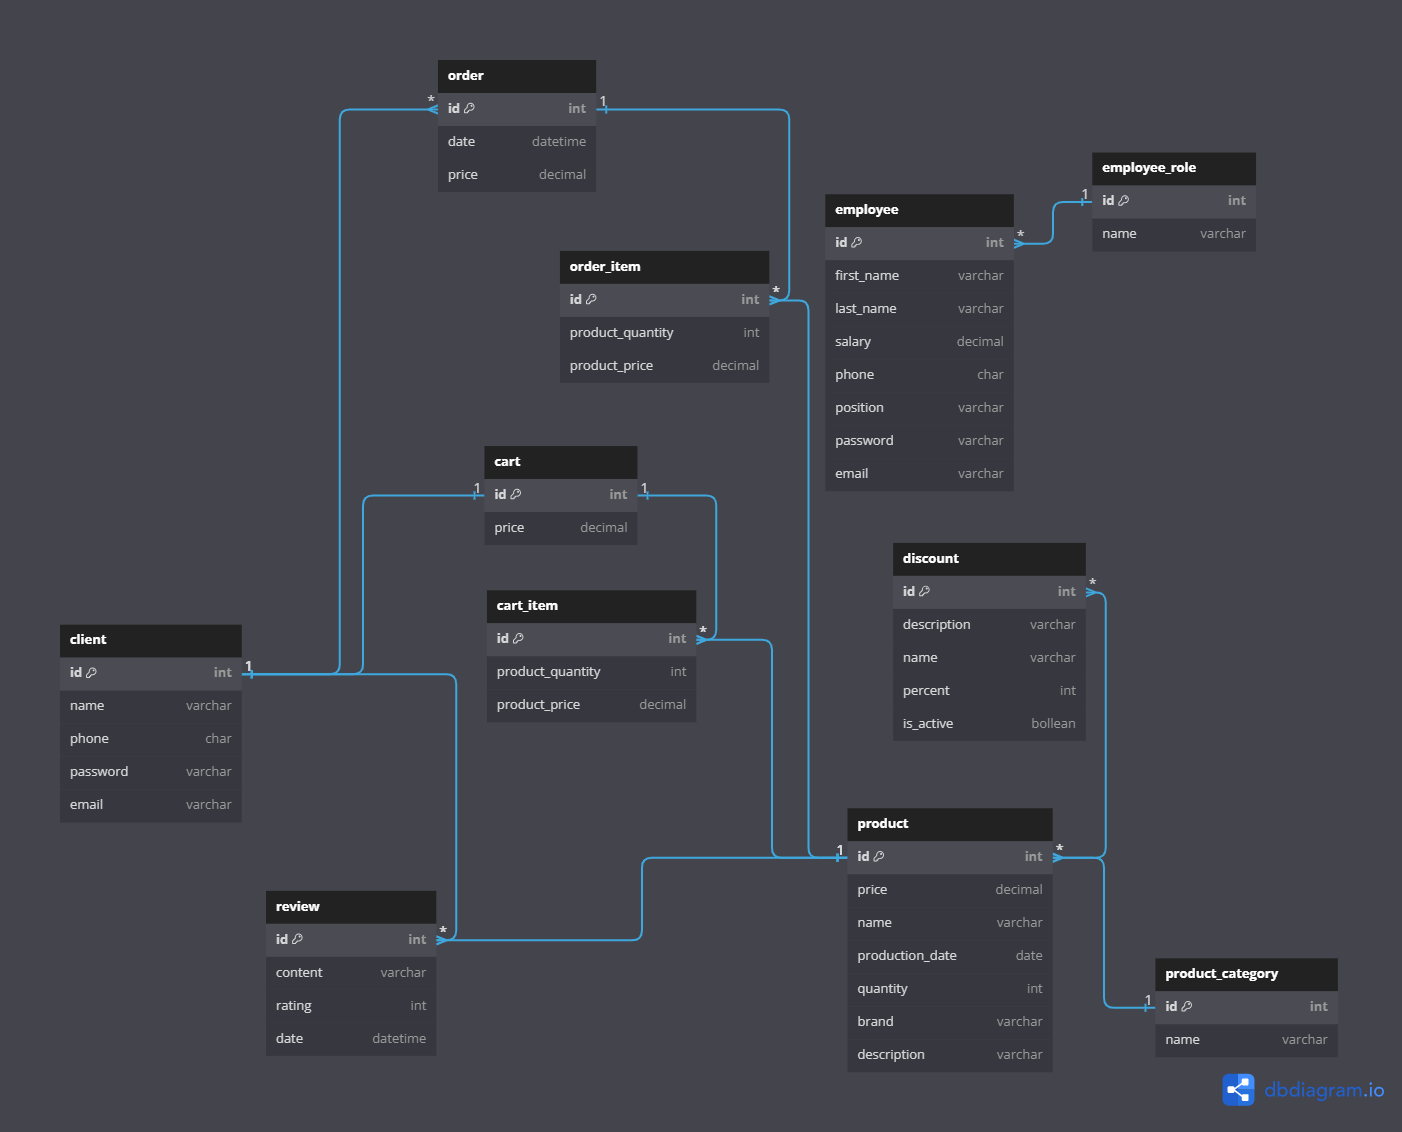 order
* id int 1
date datetime
price decimal
employee_role
1 id int
name varchar
employee
id int *
first_name varchar
last_name varchar
salary decimal
phone char
position varchar
password varchar
email varchar
order_item
id int *
product_quantity int
product_price decimal
cart
1 id int 1
price decimal
discount
id int *
description varchar
name varchar
percent int
is_active bollean
cart_item
id int *
product_quantity int
product_price decimal
client
id int 1
name varchar
phone char
password varchar
email varchar
product
1 id int *
price decimal
name varchar
production_date date
quantity int
brand varchar
description varchar
review
id int *
content varchar
rating int
date datetime
product_category
1 id int
name varchar
dbdiagram.io